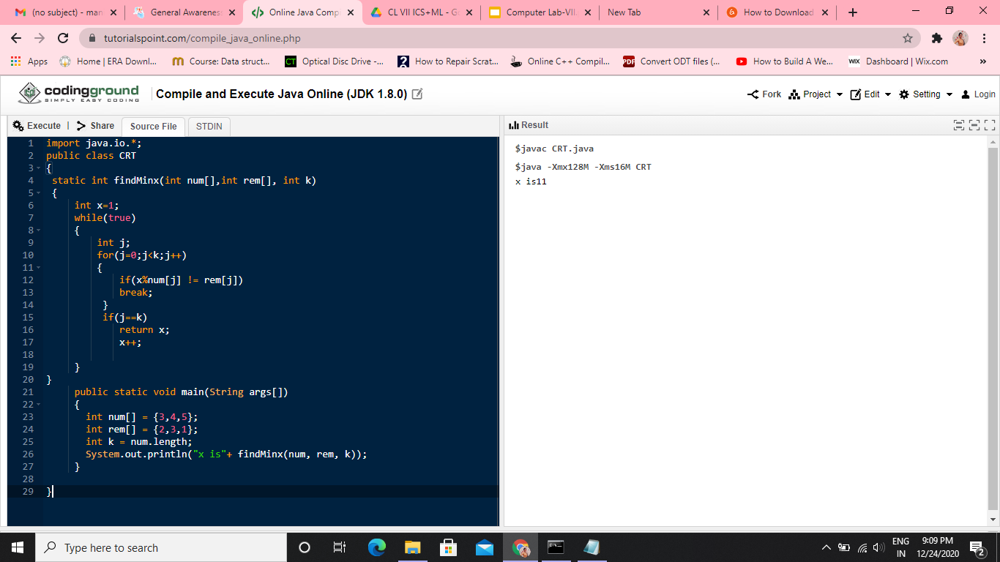 (no subject) - man
General Awareness
Online Java Comp
CL VII ICS+ML - G
Computer Lab-VII.
New Tab
How to Download
tutorialspoint.com/compile_java_online.php
Apps
Home | ERA Downl...
Course: Data struct...
CT
Optical Disc Drive -...
How to Repair Scrat...
Online C++ Compil...
PDF
Convert ODT files (...
How to Build A We...
WIX
Dashboard | Wix.com
»
codingground
SIMPLY EASY CODING
Compile and Execute Java Online (JDK 1.8.0)
Fork
Project
Edit
Setting
Login
Execute | Share Source File STDIN
Result
1 import java.io.*;
2 public class CRT
3 {
4 static int findMinx(int num[],int rem[], int k)
5 {
6 int x=1;
7 while(true)
8 {
9 int j;
10 for(j=0;j<k;j++)
11 {
12 if(x%num[j] != rem[j])
13 break;
14 }
15 if(j==k)
16 return x;
17 x++;
18
19 }
20 }
21 public static void main(String args[])
22 {
23 int num[] = {3,4,5};
24 int rem[] = {2,3,1};
25 int k = num.length;
26 System.out.println("x is"+ findMinx(num, rem, k));
27 }
28
29 }
$javac CRT.java
$java -Xmx128M -Xms16M CRT
x is11
Type here to search
ENG
IN
9:09 PM
12/24/2020
2